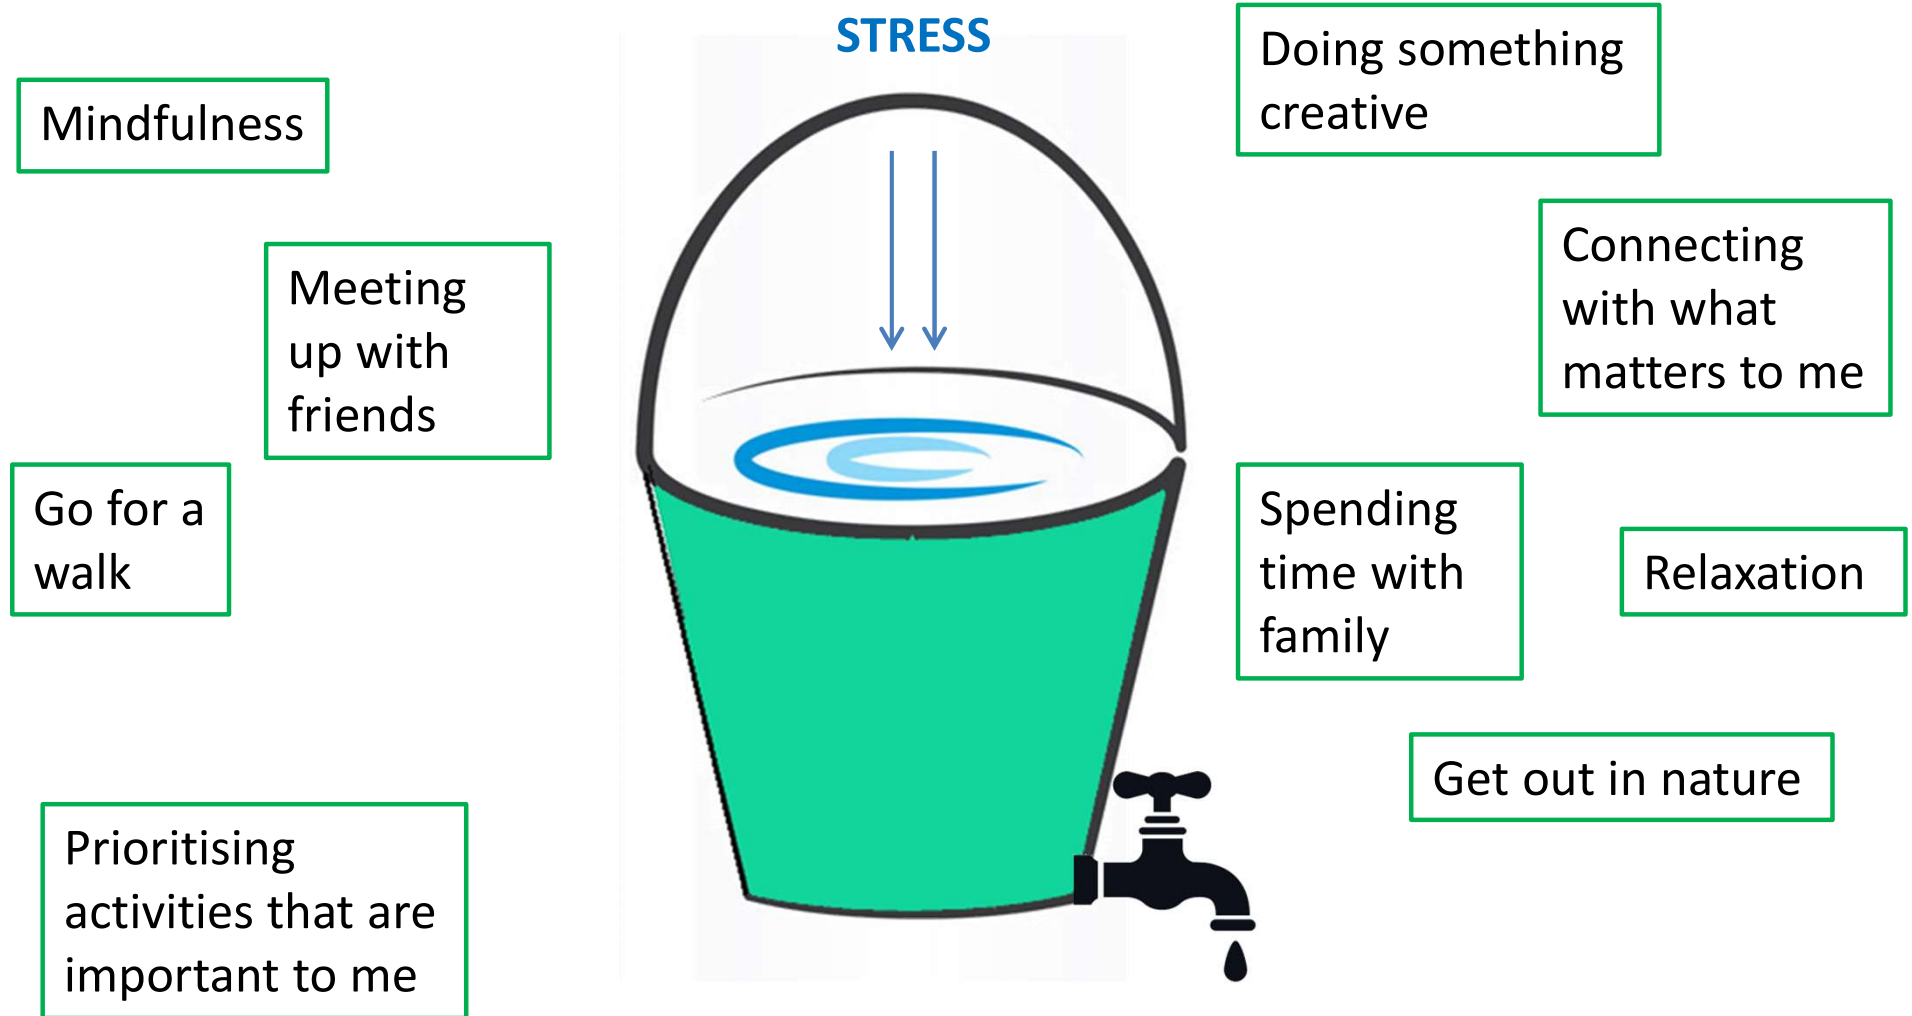 STRESS
Mindfulness
Meeting
up with
friends
Go for a
walk
Prioritising
activities that are
important to me
Doing something
creative
Connecting
with what
matters to me
Spending
time with
family
Relaxation
Get out in nature